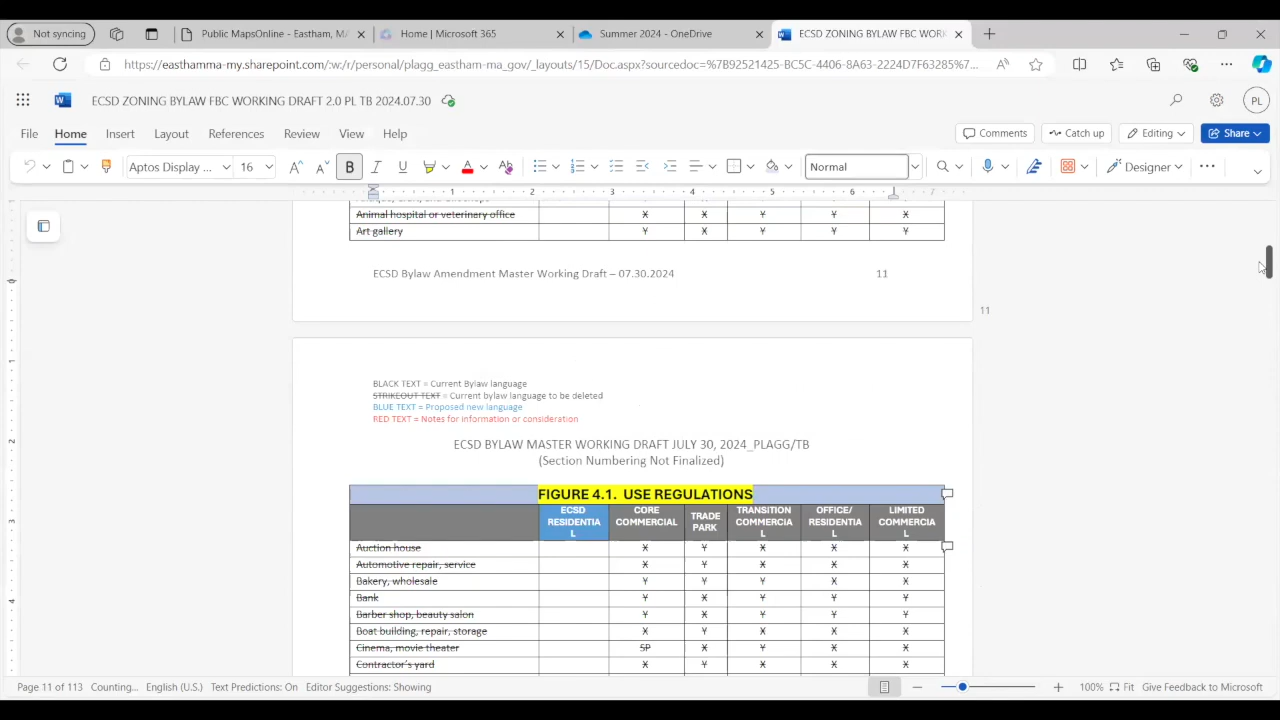 Not syncing
Public MapsOnline - Eastham, MA
Home | Microsoft 365
Summer 2024 - OneDrive
ECSD ZONING BYLAW FBC WORK
https://easthamma-my.sharepoint.com/:w:/r/personal/plagg_eastham-ma_gov/_layouts/15/Doc.aspx?sourcedoc=%7B92521425-BC5C-4406-8A63-2224D7F63285%7...
ECSD ZONING BYLAW FBC WORKING DRAFT 2.0 PL TB 2024.07.30
PL
File Home Insert Layout References Review View Help
Comments Catch up Editing Share
Aptos Display ... 16 B I U A Normal Designer
1 2 3 4 5 6 7
Animal hospital or veterinary office X X Y Y X
Art gallery Y X Y Y Y
ECSD Bylaw Amendment Master Working Draft – 07.30.2024 11
11
BLACK TEXT = Current Bylaw language
STRIKEOUT TEXT = Current bylaw language to be deleted
BLUE TEXT = Proposed new language
RED TEXT = Notes for information or consideration
ECSD BYLAW MASTER WORKING DRAFT JULY 30, 2024_PLAGG/TB
(Section Numbering Not Finalized)
FIGURE 4.1. USE REGULATIONS
ECSD RESIDENTIAL CORE COMMERCIAL TRADE PARK TRANSITION COMMERCIAL OFFICE/ RESIDENTIAL LIMITED COMMERCIAL
Auction house X Y X X X
Automotive repair, service X Y X X X
Bakery, wholesale Y Y Y X X
Bank Y X Y Y Y
Barber shop, beauty salon Y X Y Y Y
Boat building, repair, storage X Y X X X
Cinema, movie theater SP X Y X X
Contractor's yard X Y X X X
Page 11 of 113 Counting... English (U.S.) Text Predictions: On Editor Suggestions: Showing 100% Fit Give Feedback to Microsoft